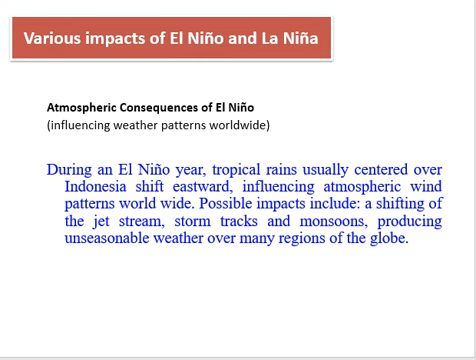 Various impacts of El Niño and La Niña
Atmospheric Consequences of El Niño
(influencing weather patterns worldwide)
During an El Niño year, tropical rains usually centered over
Indonesia shift eastward, influencing atmospheric wind
patterns world wide. Possible impacts include: a shifting of
the jet stream, storm tracks and monsoons, producing
unseasonable weather over many regions of the globe.